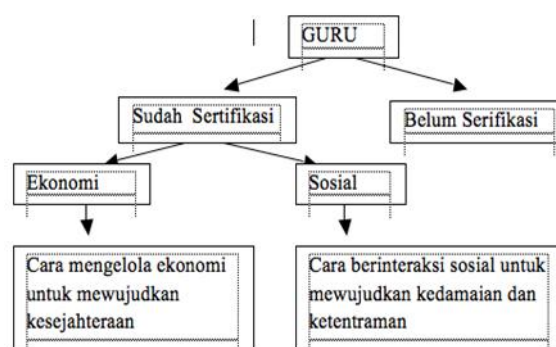 GURU
Sudah Sertifikasi
Belum Serifikasi
Ekonomi
Sosial
Cara mengelola ekonomi
untuk mewujudkan
kesejahteraan
Cara berinteraksi sosial untuk
mewujudkan kedamaian dan
ketentraman